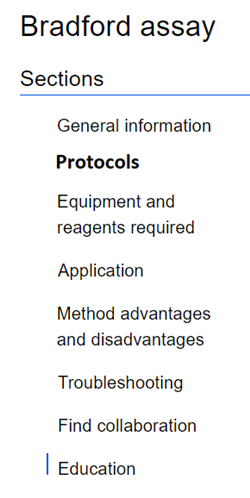 Bradford assay
Sections
General information
Protocols
Equipment and
reagents required
Application
Method advantages
and disadvantages
Troubleshooting
Find collaboration
Education